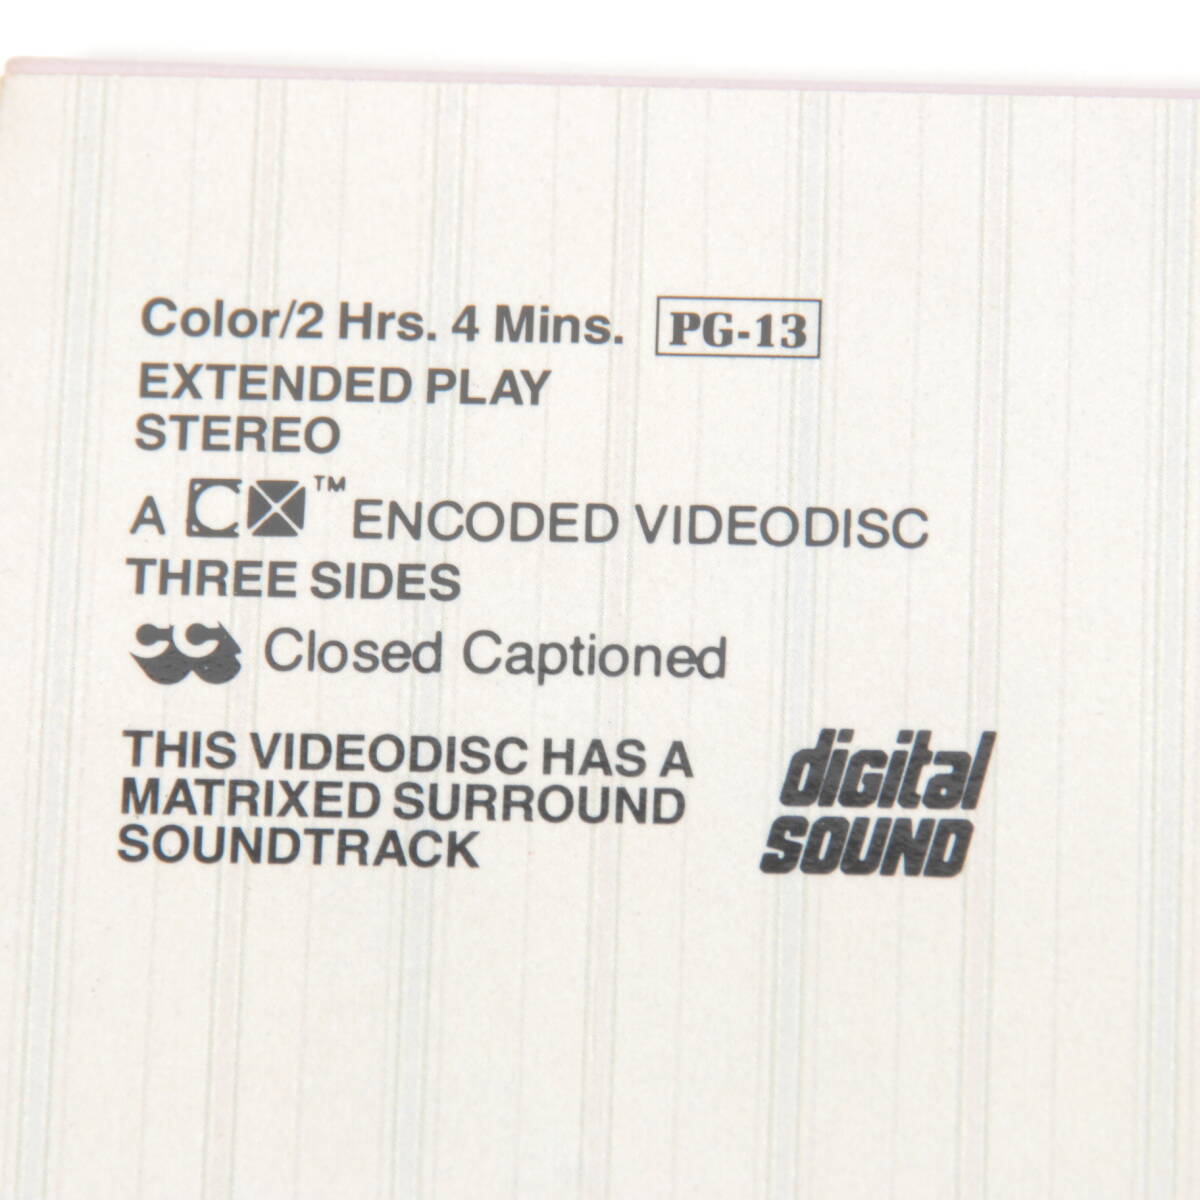 Color/2 Hrs. 4 Mins. PG-13
EXTENDED PLAY
STEREO
A CX™ ENCODED VIDEODISC
THREE SIDES
CC Closed Captioned
THIS VIDEODISC HAS A
MATRIXED SURROUND
SOUNDTRACK
digital
SOUND